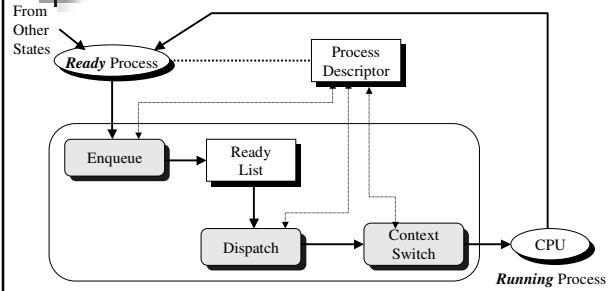 From
Other
States
Ready Process
Process
Descriptor
Enqueue
Ready
List
Dispatch
Context
Switch
CPU
Running Process